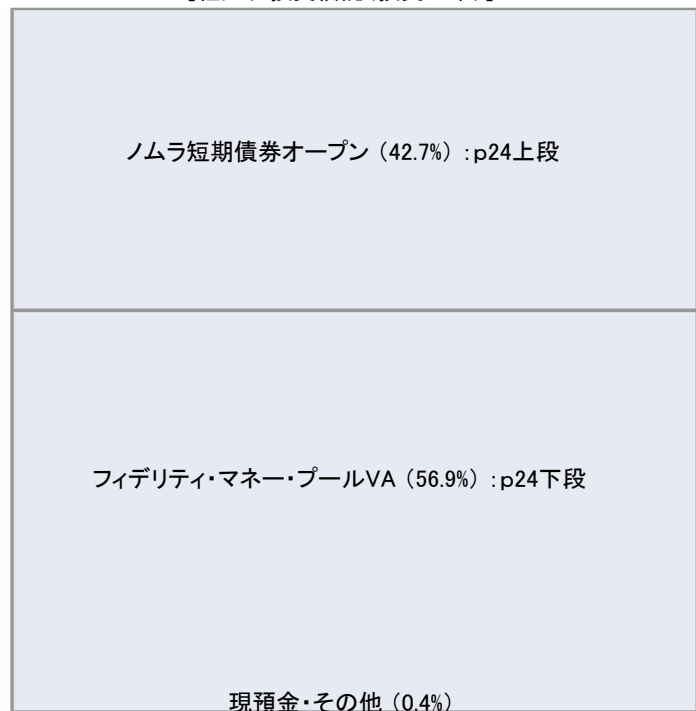 ノムラ短期債券オープン（42.7%）：p24上段
フィデリティ・マネー・プールVA（56.9%）：p24下段
現預金・その他（0.4%）